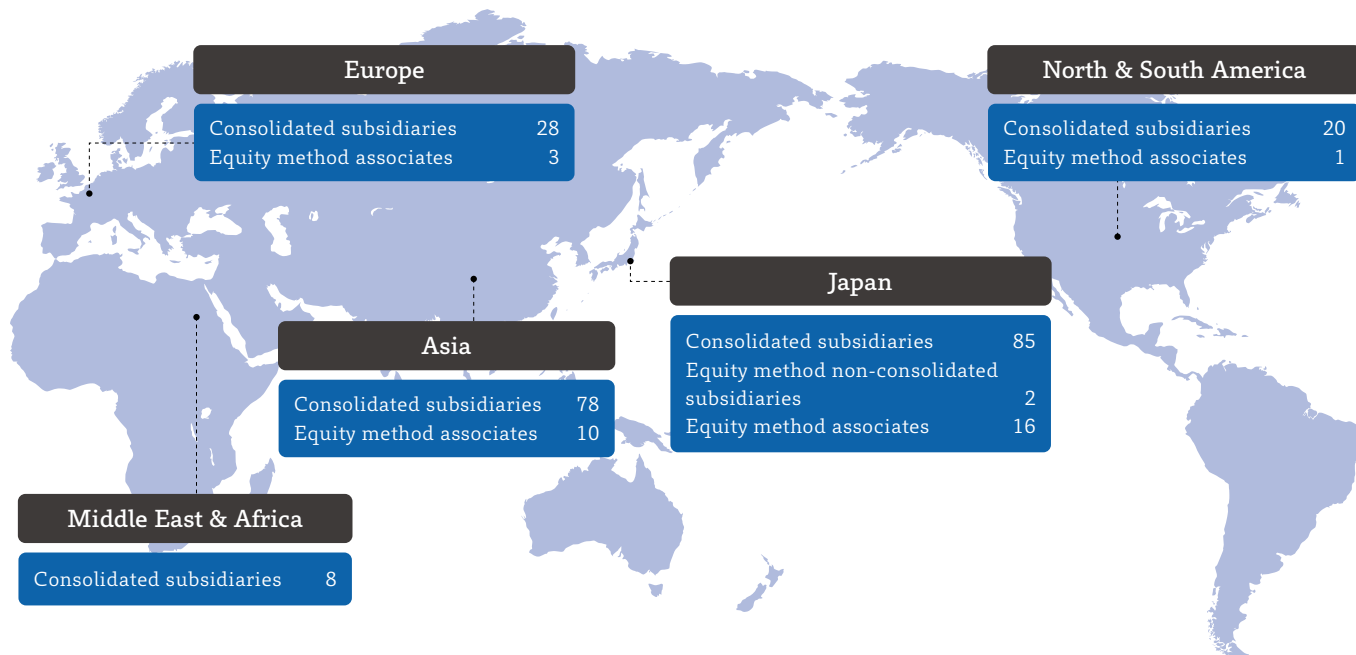 Europe
Consolidated subsidiaries 28
Equity method associates 3
North & South America
Consolidated subsidiaries 20
Equity method associates 1
Japan
Consolidated subsidiaries 85
Equity method non-consolidated
subsidiaries 2
Equity method associates 16
Asia
Consolidated subsidiaries 78
Equity method associates 10
Middle East & Africa
Consolidated subsidiaries 8